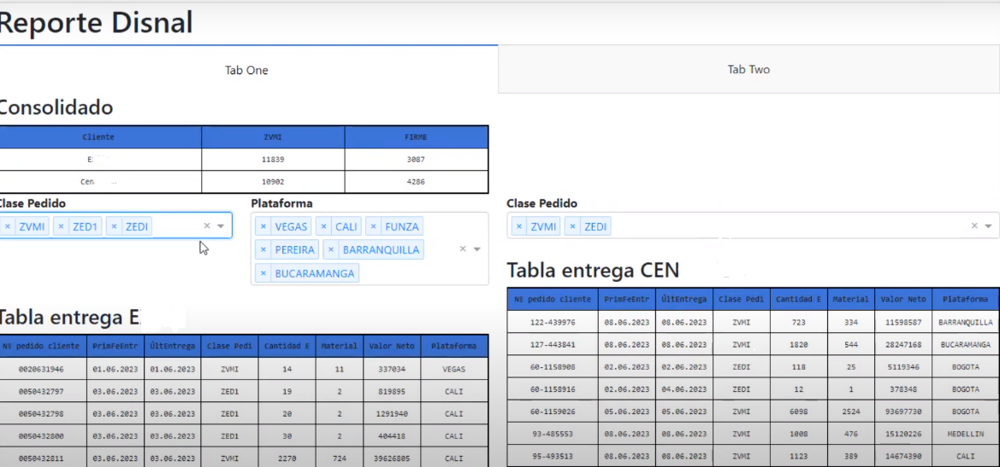 Reporte Disnal
Tab One
Tab Two
Consolidado
Cliente ZVMI FIRME
E 11839 3087
Cen 10902 4286
Clase Pedido
× ZVMI × ZED1 × ZEDI ×
Plataforma
× VEGAS × CALI × FUNZA
× PEREIRA × BARRANQUILLA ×
× BUCARAMANGA
Clase Pedido
× ZVMI × ZEDI ×
Tabla entrega E
Nº pedido cliente PrimFeEntr ÚltEntrega Clase Pedi Cantidad E Material Valor Neto Plataforma
0020631946 01.06.2023 01.06.2023 ZVMI 14 11 337034 VEGAS
0050432797 03.06.2023 03.06.2023 ZED1 19 2 819895 CALI
0050432798 03.06.2023 03.06.2023 ZED1 20 2 1291940 CALI
0050432800 03.06.2023 03.06.2023 ZED1 30 2 404418 CALI
0050432811 03.06.2023 03.06.2023 ZVMI 2270 724 39626805 CALI
Tabla entrega CEN
Nº pedido cliente PrimFeEntr ÚltEntrega Clase Pedi Cantidad E Material Valor Neto Plataforma
122-439976 08.06.2023 08.06.2023 ZVMI 723 334 11598587 BARRANQUILLA
127-443841 08.06.2023 08.06.2023 ZVMI 1820 544 28247168 BUCARAMANGA
60-1158908 02.06.2023 02.06.2023 ZEDI 118 25 5119346 BOGOTA
60-1158916 02.06.2023 04.06.2023 ZEDI 12 1 378348 BOGOTA
60-1159026 05.06.2023 05.06.2023 ZVMI 6098 2524 93697730 BOGOTA
93-485553 08.06.2023 08.06.2023 ZVMI 1008 476 15120226 MEDELLIN
95-493513 08.06.2023 08.06.2023 ZVMI 1123 389 14674390 CALI